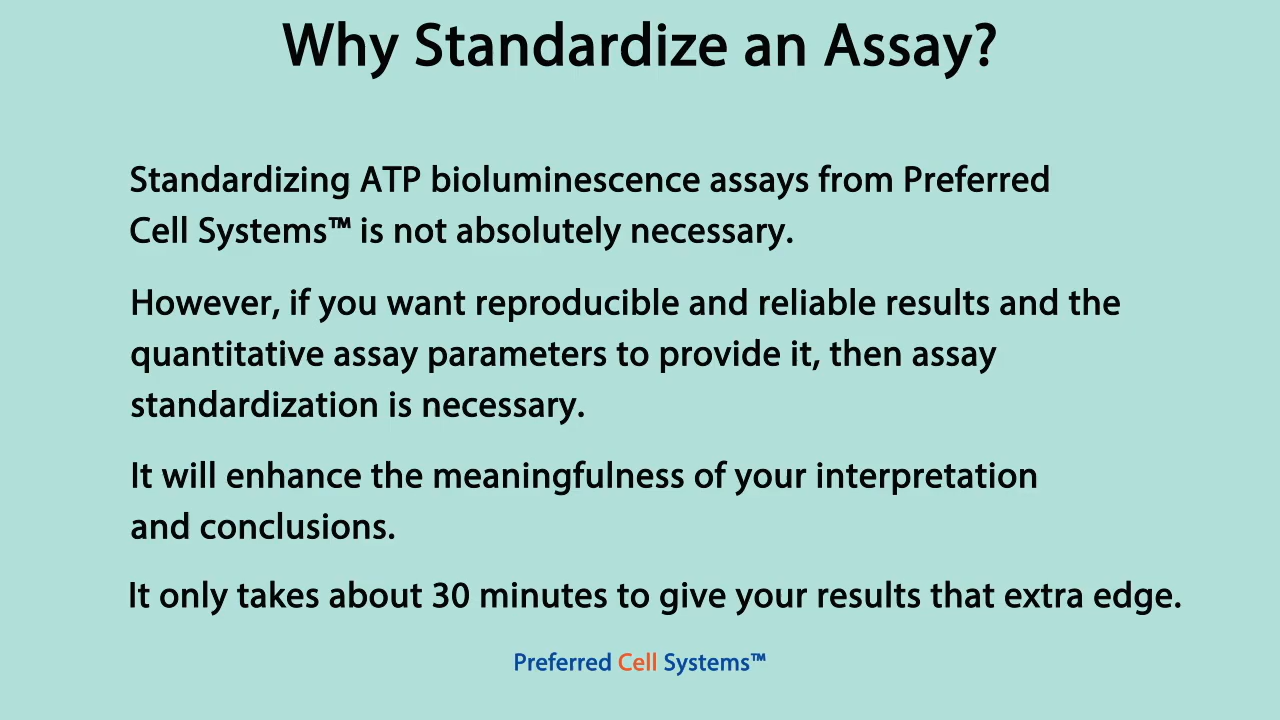 Why Standardize an Assay?
Standardizing ATP bioluminescence assays from Preferred
Cell Systems™ is not absolutely necessary.
However, if you want reproducible and reliable results and the
quantitative assay parameters to provide it, then assay
standardization is necessary.
It will enhance the meaningfulness of your interpretation
and conclusions.
It only takes about 30 minutes to give your results that extra edge.
Preferred Cell Systems™